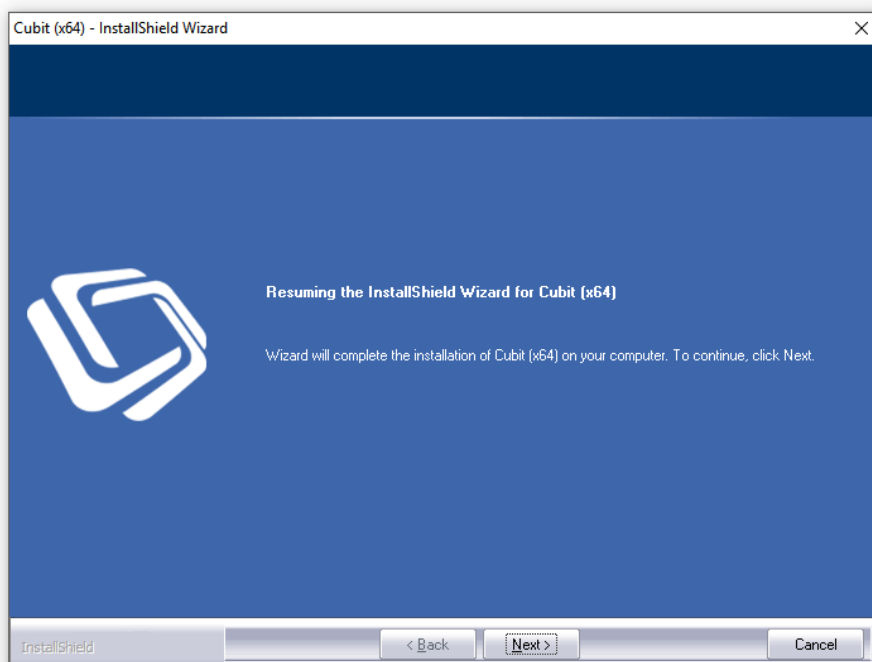 Cubit (x64) - InstallShield Wizard
Resuming the InstallShield Wizard for Cubit (x64)
Wizard will complete the installation of Cubit (x64) on your computer. To continue, click Next.
InstallShield
< Back
Next >
Cancel